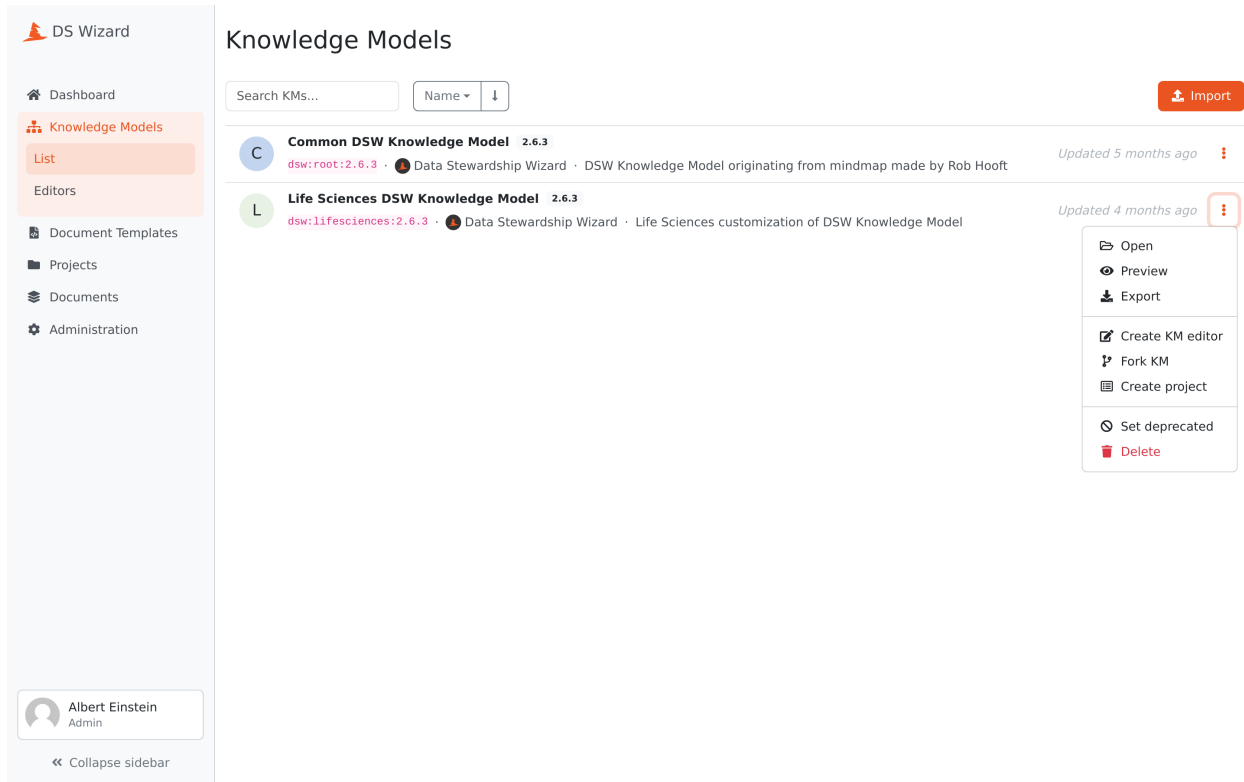 DS Wizard
Dashboard
Knowledge Models
List
Editors
Document Templates
Projects
Documents
Administration
Albert Einstein
Admin
Collapse sidebar
Knowledge Models
Search KMs...
Name
Import
C
Common DSW Knowledge Model 2.6.3
dsw:root:2.6.3 · Data Stewardship Wizard · DSW Knowledge Model originating from mindmap made by Rob Hooft
Updated 5 months ago
L
Life Sciences DSW Knowledge Model 2.6.3
dsw:lifesciences:2.6.3 · Data Stewardship Wizard · Life Sciences customization of DSW Knowledge Model
Updated 4 months ago
Open
Preview
Export
Create KM editor
Fork KM
Create project
Set deprecated
Delete